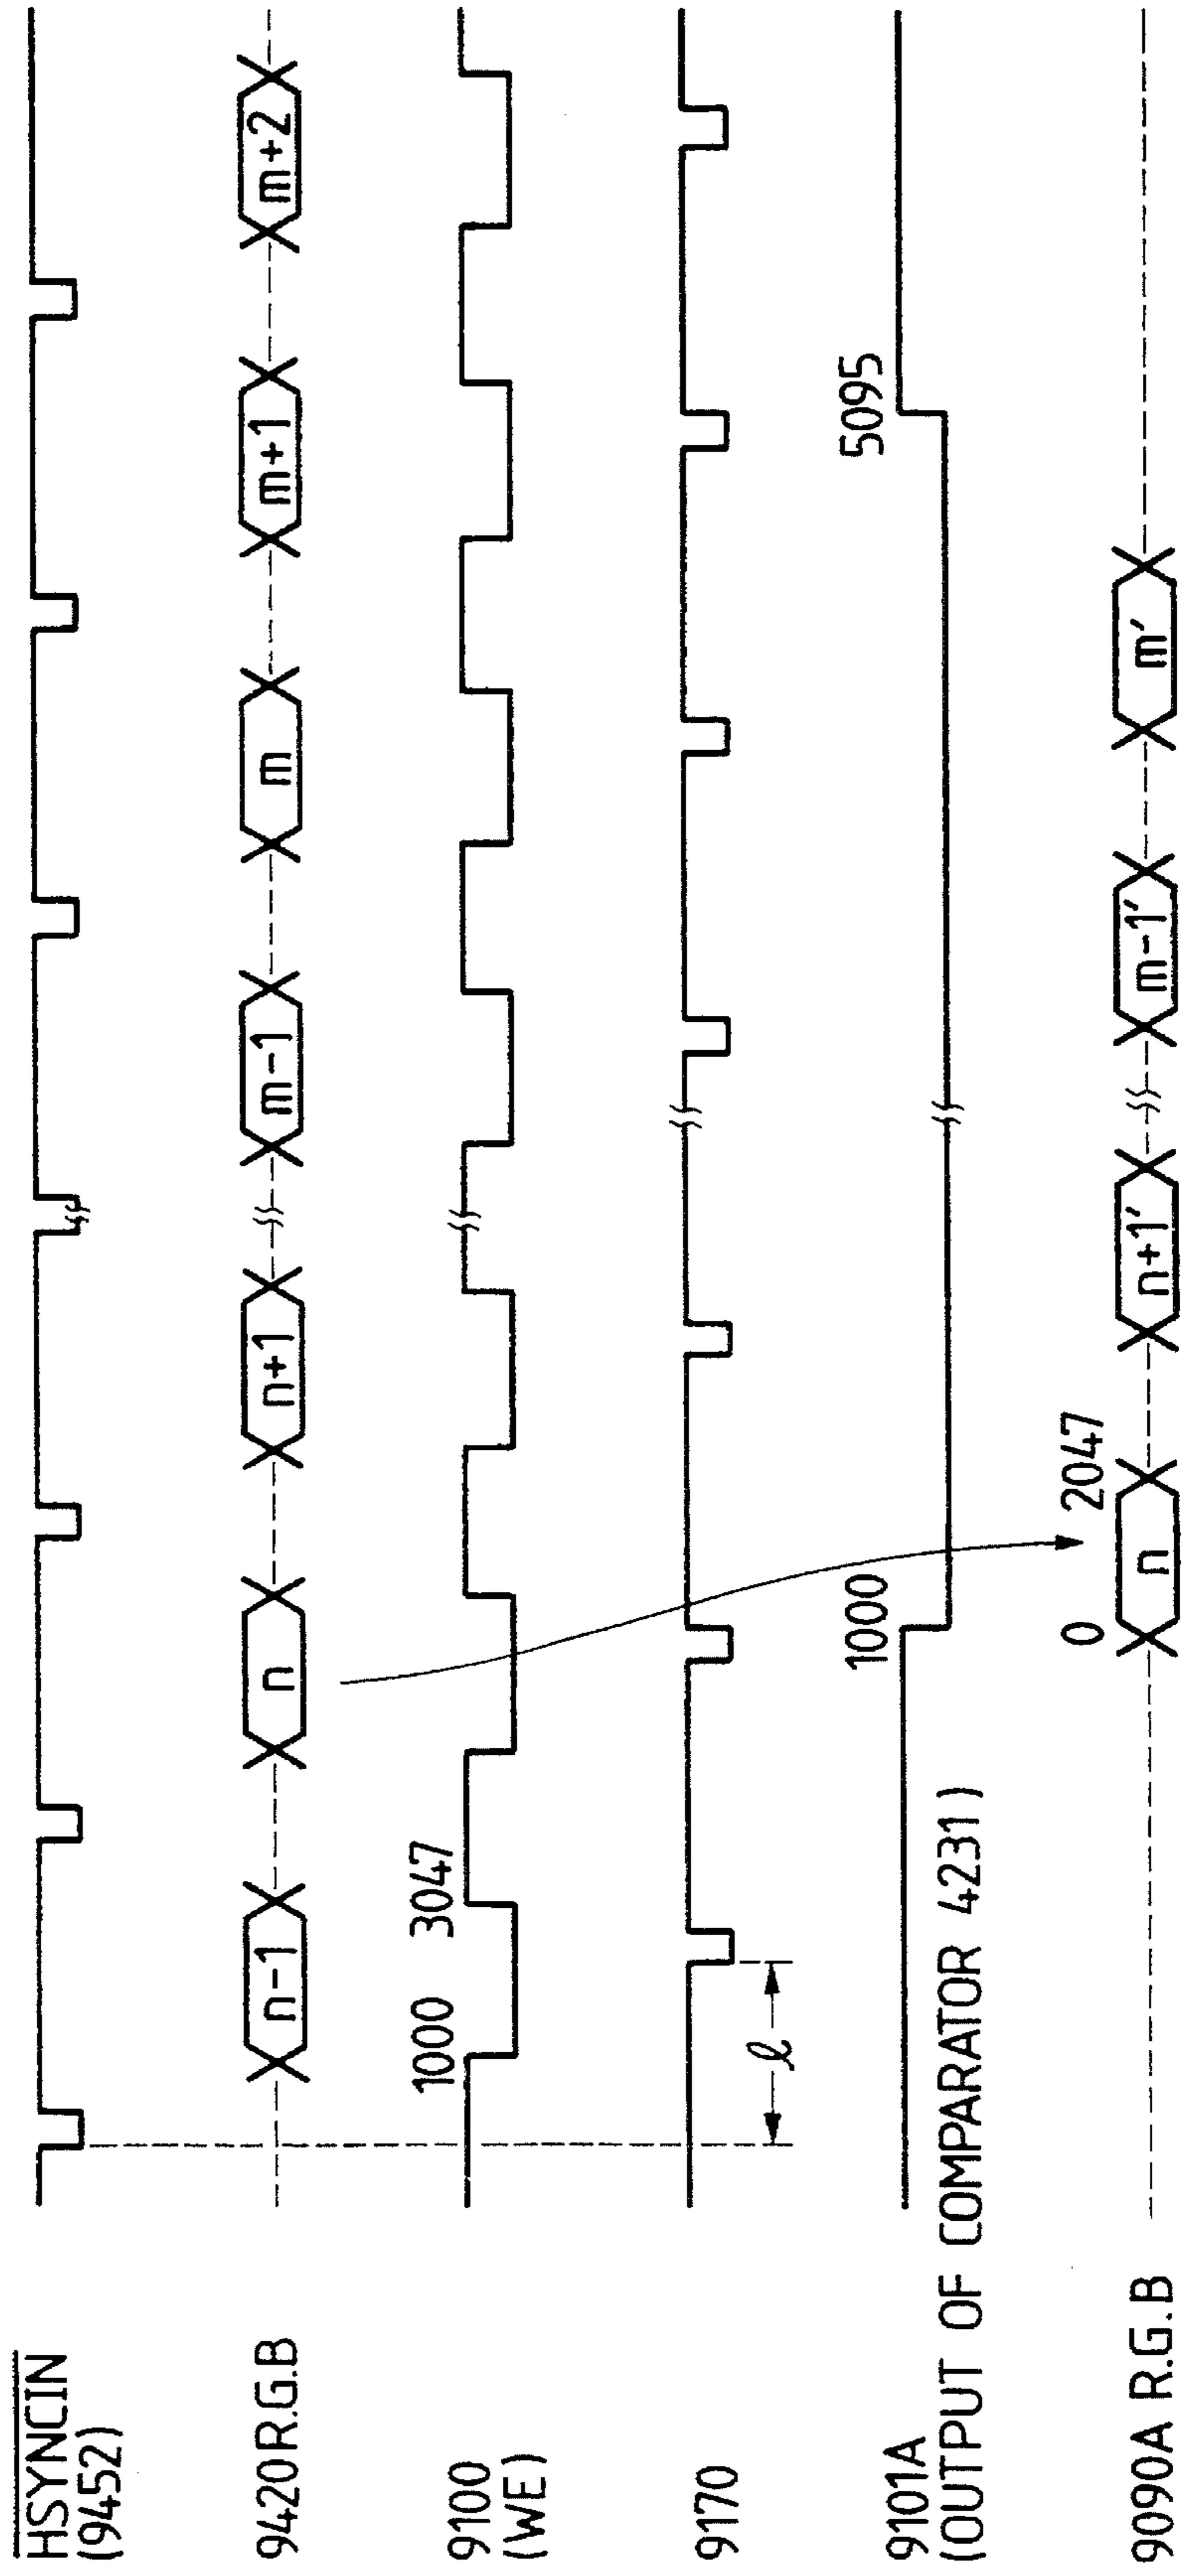 HSYNCIN
(9452)
9420R.G.B
n-1
n
n+1
m-1
m
m+1
m+2
9100
(WE)
1000 3047
9170
ℓ
9101A
(OUTPUT OF COMPARATOR 4231)
1000
5095
9090A R.G.B
0 2047
n
n+1'
m-1'
m'